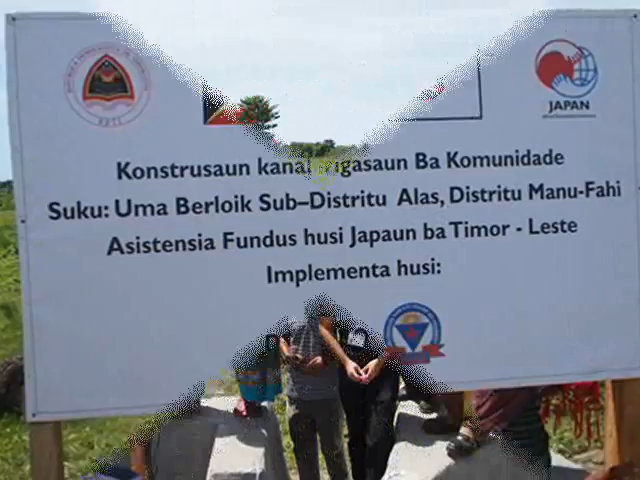 JAPAN
Konstrusaun kanal Irigasaun Ba Komunidade
Suku: Uma Berloik Sub-Distritu Alas, Distritu Manu-Fahi
Asistensia Fundus husi Japaun ba Timor - Leste
Implementa husi: